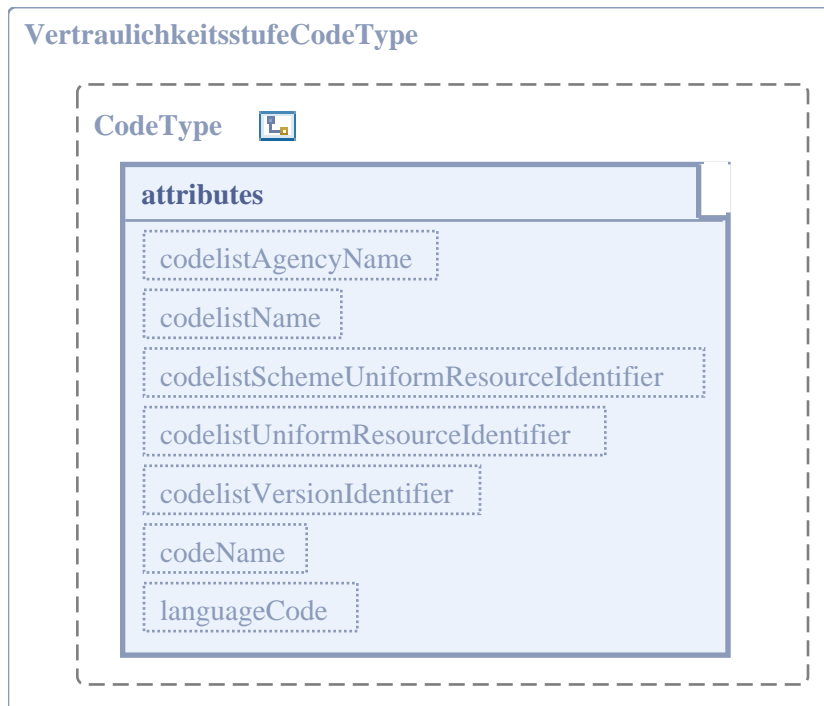 VertraulichkeitsstufeCodeType
CodeType
attributes
codelistAgencyName
codelistName
codelistSchemeUniformResourceIdentifier
codelistUniformResourceIdentifier
codelistVersionIdentifier
codeName
languageCode